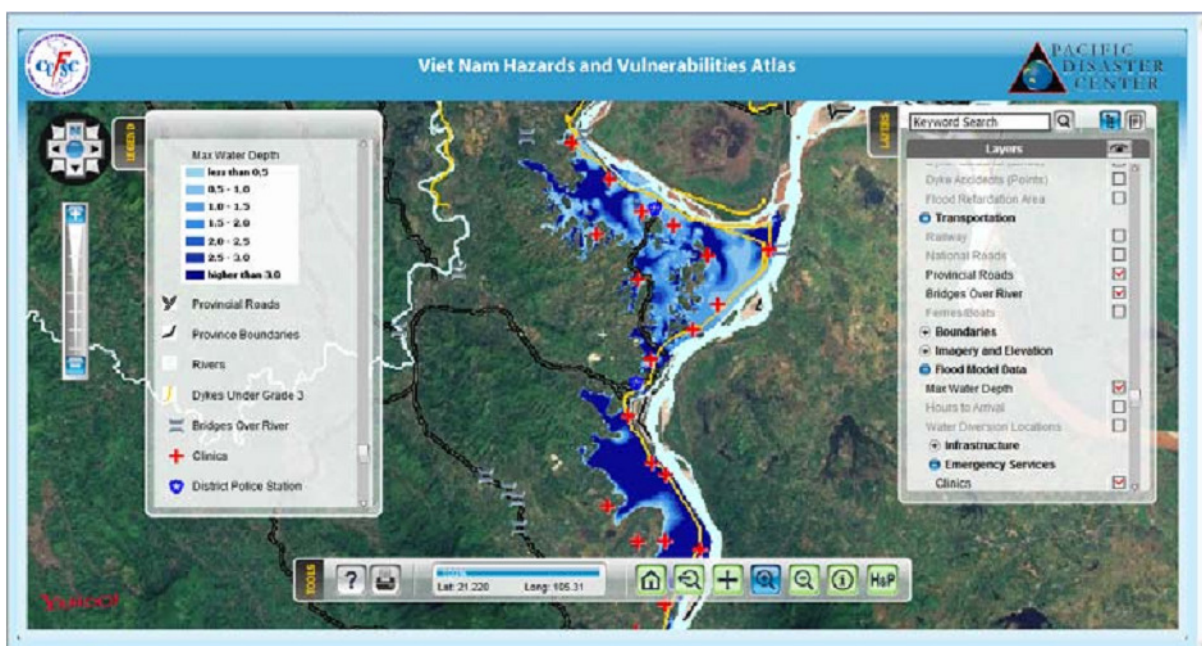 Viet Nam Hazards and Vulnerabilities Atlas
PACIFIC
DISASTER
CENTER
N
LEGEND
Max Water Depth
less than 0,5
0,5 - 1.0
1.0 - 1.5
1.5 - 2.0
2.0 - 2.5
2.5 - 3.0
higher than 3.0
Provincial Roads
Province Boundaries
Rivers
Dykes Under Grade 3
Bridges Over River
Clinics
District Police Station
LAYERS
Keyword Search
Layers
Dyke Accidents (Points)
Flood Retardation Area
Transportation
Railway
National Roads
Provincial Roads
Bridges Over River
Ferries/Boats
Boundaries
Imagery and Elevation
Flood Model Data
Max Water Depth
Hours to Arrival
Water Diversion Locations
Infrastructure
Emergency Services
Clinics
TOOLS
?
100%
Lat: 21.220 Long: 105.31
H&P
YAHOO!